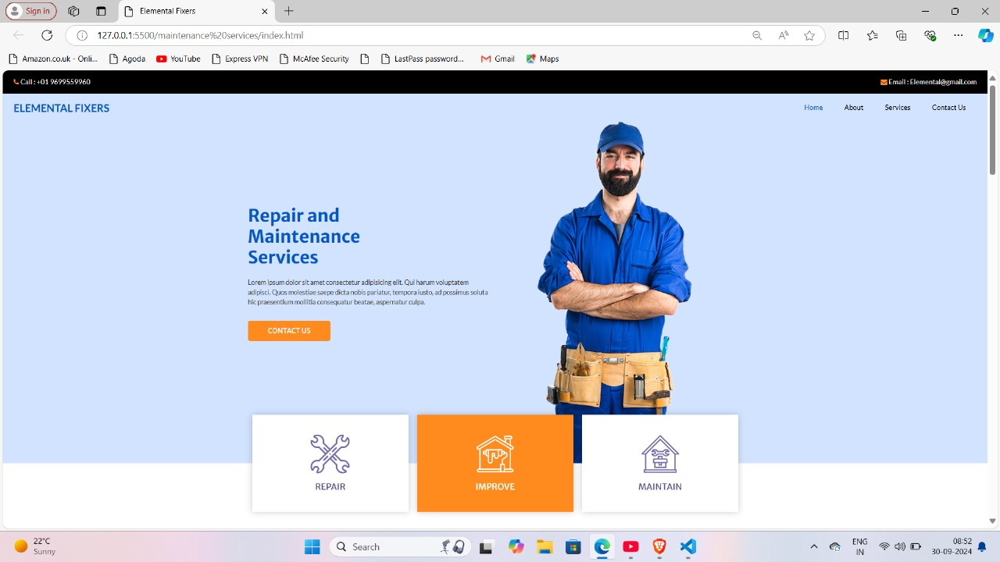 Sign in
Elemental Fixers
127.0.0.1:5500/maintenance%20services/index.html
Amazon.co.uk - Onli...
Agoda
YouTube
Express VPN
McAfee Security
LastPass password...
Gmail
Maps
Call : +01 9699559960
Email : Elemental@gmail.com
ELEMENTAL FIXERS
Home
About
Services
Contact Us
Repair and
Maintenance
Services
Lorem ipsum dolor sit amet consectetur adipisicing elit. Qui harum voluptatem
adipisci. Quos molestiae saepe dicta nobis pariatur, tempora iusto, ad possimus soluta
hic praesentium mollitia consequatur beatae, aspernatur culpa.
CONTACT US
REPAIR
IMPROVE
MAINTAIN
22°C
Sunny
Search
ENG
IN
08:52
30-09-2024